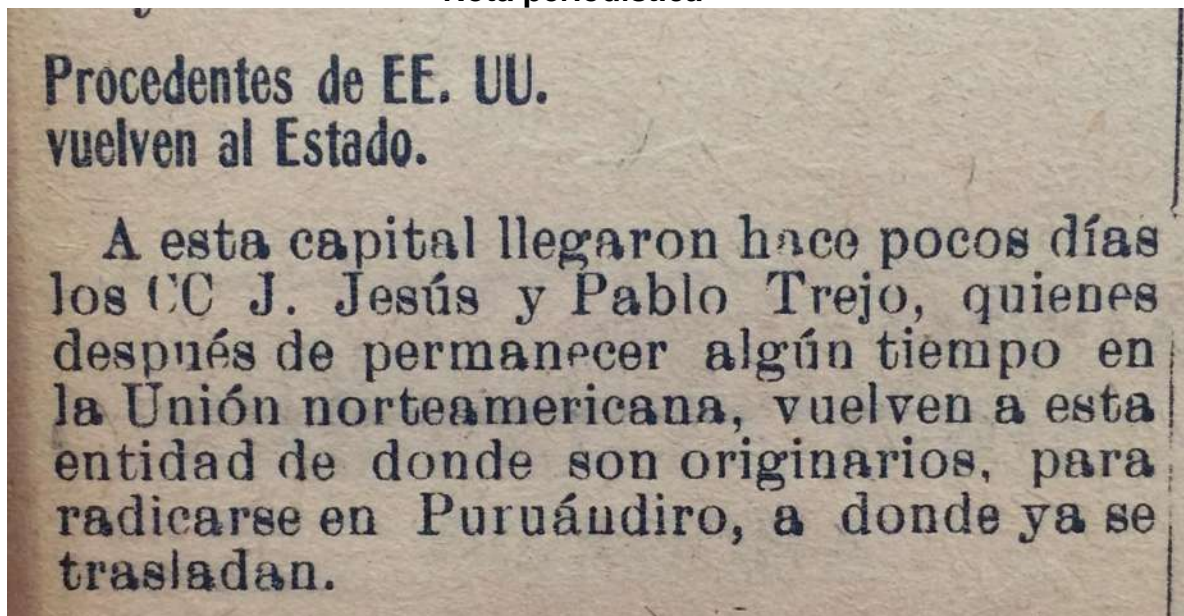 Procedentes de EE. UU.
vuelven al Estado.
A esta capital llegaron hace pocos días
los CC J. Jesús y Pablo Trejo, quienes
después de permanecer algún tiempo en
la Unión norteamericana, vuelven a esta
entidad de donde son originarios, para
radicarse en Puruándiro, a donde ya se
trasladan.